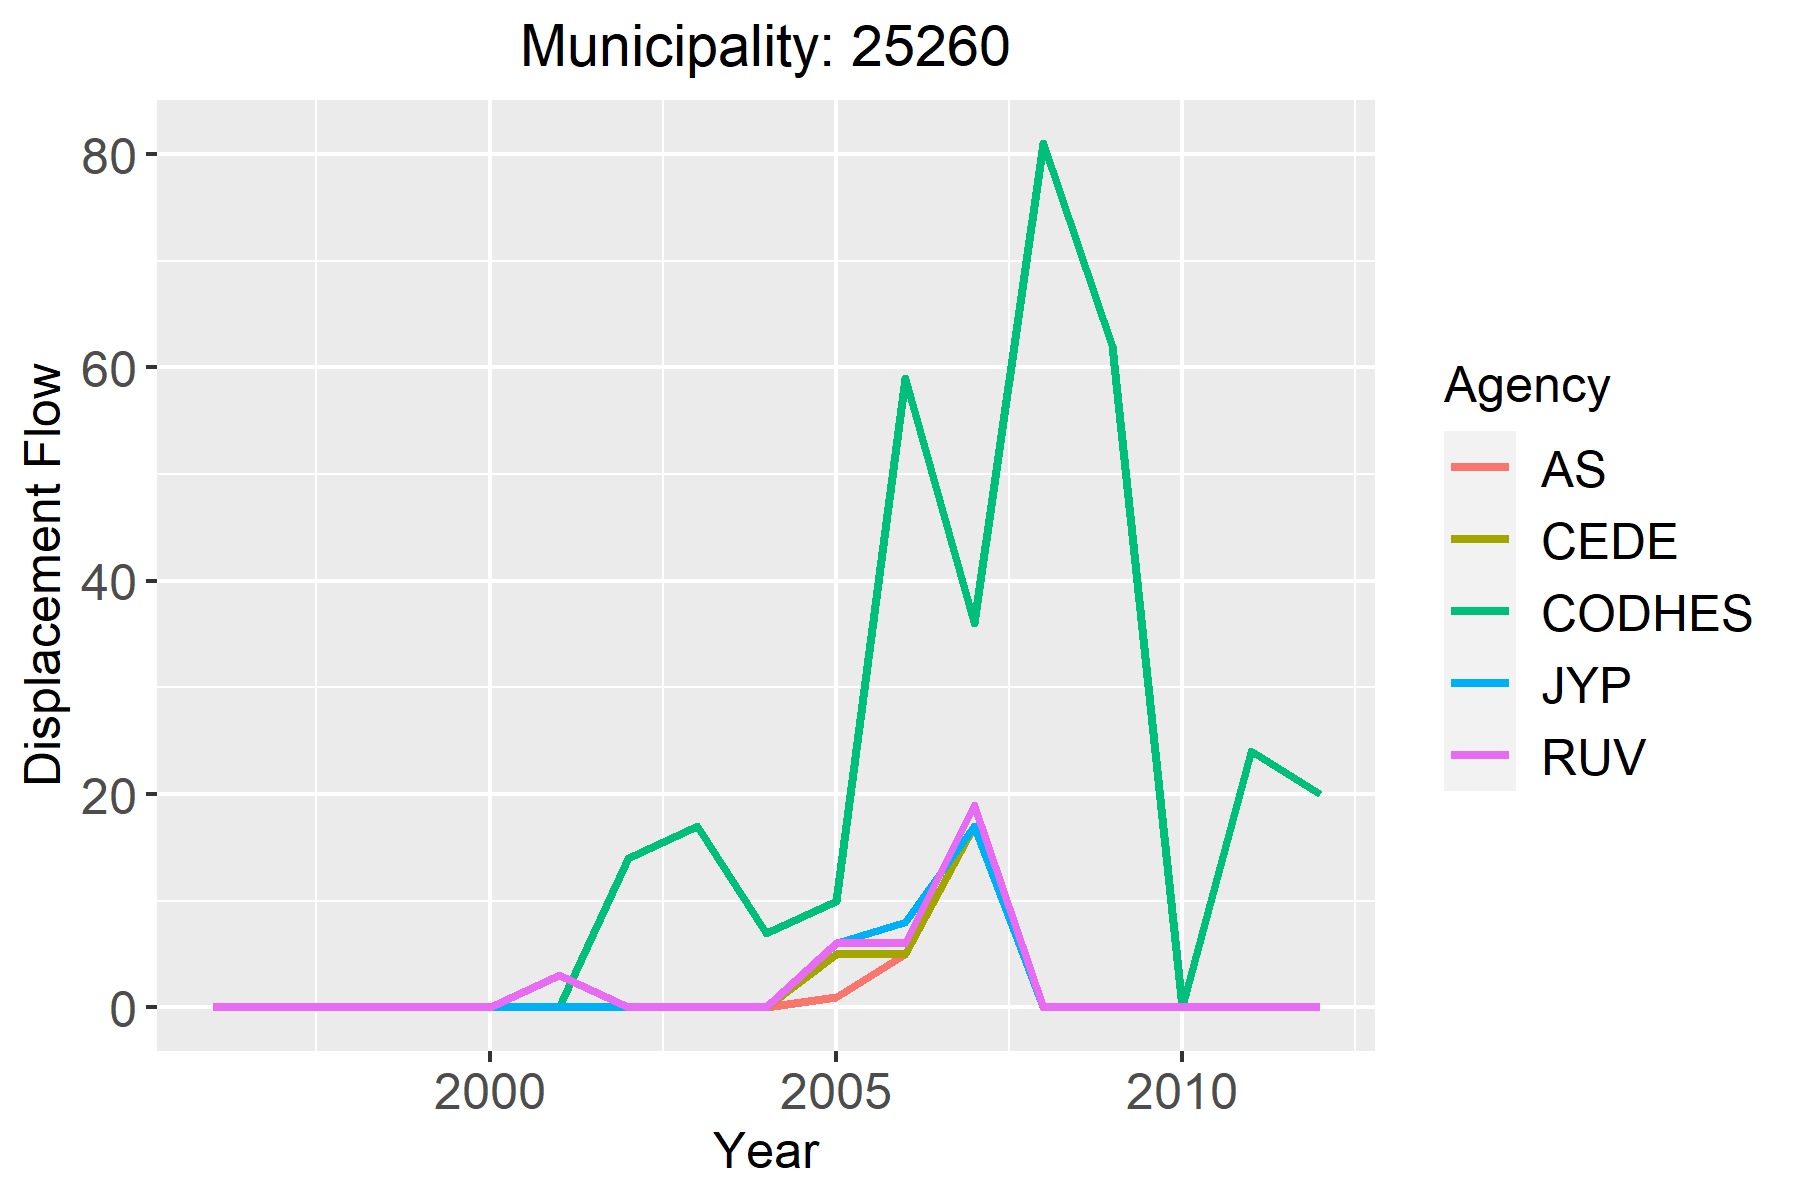 Municipality: 25260
80
60
40
20
0
Displacement Flow
2000 2005 2010
Year
Agency
AS
CEDE
CODHES
JYP
RUV